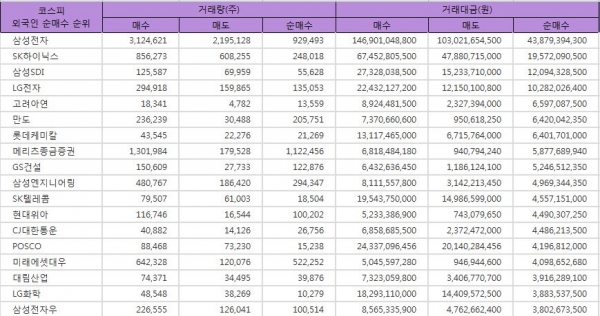 코스피 거래량(주) 거래대금(원)
외국인 순매수 순위 매수 매도 순매수 매수 매도 순매수
삼성전자 3,124,621 2,195,128 929,493 146,901,048,800 103,021,654,500 43,879,394,300
SK하이닉스 856,273 608,255 248,018 67,452,805,500 47,880,715,000 19,572,090,500
삼성SDI 125,587 69,959 55,628 27,328,038,500 15,233,710,000 12,094,328,500
LG전자 294,918 159,865 135,053 22,432,127,200 12,150,100,800 10,282,026,400
고려아연 18,341 4,782 13,559 8,924,481,500 2,327,394,000 6,597,087,500
만도 236,239 30,488 205,751 7,370,660,600 950,618,250 6,420,042,350
롯데케미칼 43,545 22,276 21,269 13,117,465,000 6,715,764,000 6,401,701,000
메리츠종금증권 1,301,984 179,528 1,122,456 6,818,484,180 940,794,240 5,877,689,940
GS건설 150,609 27,733 122,876 6,432,636,450 1,186,124,100 5,246,512,350
삼성엔지니어링 480,767 186,420 294,347 8,111,557,800 3,142,213,450 4,969,344,350
SK텔레콤 79,507 61,003 18,504 19,543,750,000 14,986,599,000 4,557,151,000
현대위아 116,746 16,544 100,202 5,233,386,900 743,079,650 4,490,307,250
CJ대한통운 40,882 14,126 26,756 6,858,685,500 2,372,472,000 4,486,213,500
POSCO 88,468 73,230 15,238 24,337,096,456 20,140,284,456 4,196,812,000
미래에셋대우 642,328 120,076 522,252 5,045,597,280 946,944,600 4,098,652,680
대림산업 74,371 34,495 39,876 7,323,059,800 3,406,770,700 3,916,289,100
LG화학 48,548 38,269 10,279 18,293,110,000 14,409,572,500 3,883,537,500
삼성전자우 226,555 126,041 100,514 8,565,335,900 4,762,662,400 3,802,673,500